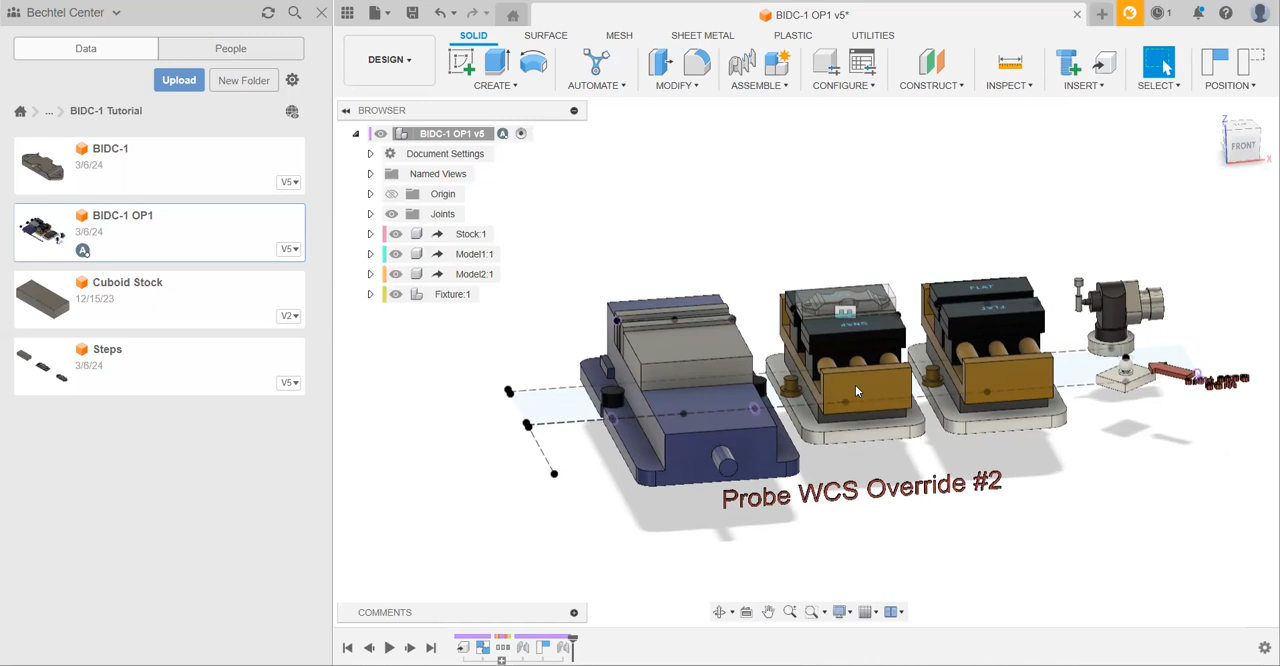 Bechtel Center
BIDC-1 OP1 v5*
Data
People
Upload
New Folder
... BIDC-1 Tutorial
BIDC-1
3/6/24
V5
BIDC-1 OP1
3/6/24
A
V5
Cuboid Stock
12/15/23
V2
Steps
3/6/24
V5
SOLID
SURFACE
MESH
SHEET METAL
PLASTIC
UTILITIES
DESIGN
CREATE
AUTOMATE
MODIFY
ASSEMBLE
CONFIGURE
CONSTRUCT
INSPECT
INSERT
SELECT
POSITION
1
BROWSER
BIDC-1 OP1 v5
A
Document Settings
Named Views
Origin
Joints
Stock:1
Model1:1
Model2:1
Fixture:1
Z
FRONT
X
SNAP
FLAT
FLAT
Probe WCS Override #2
COMMENTS